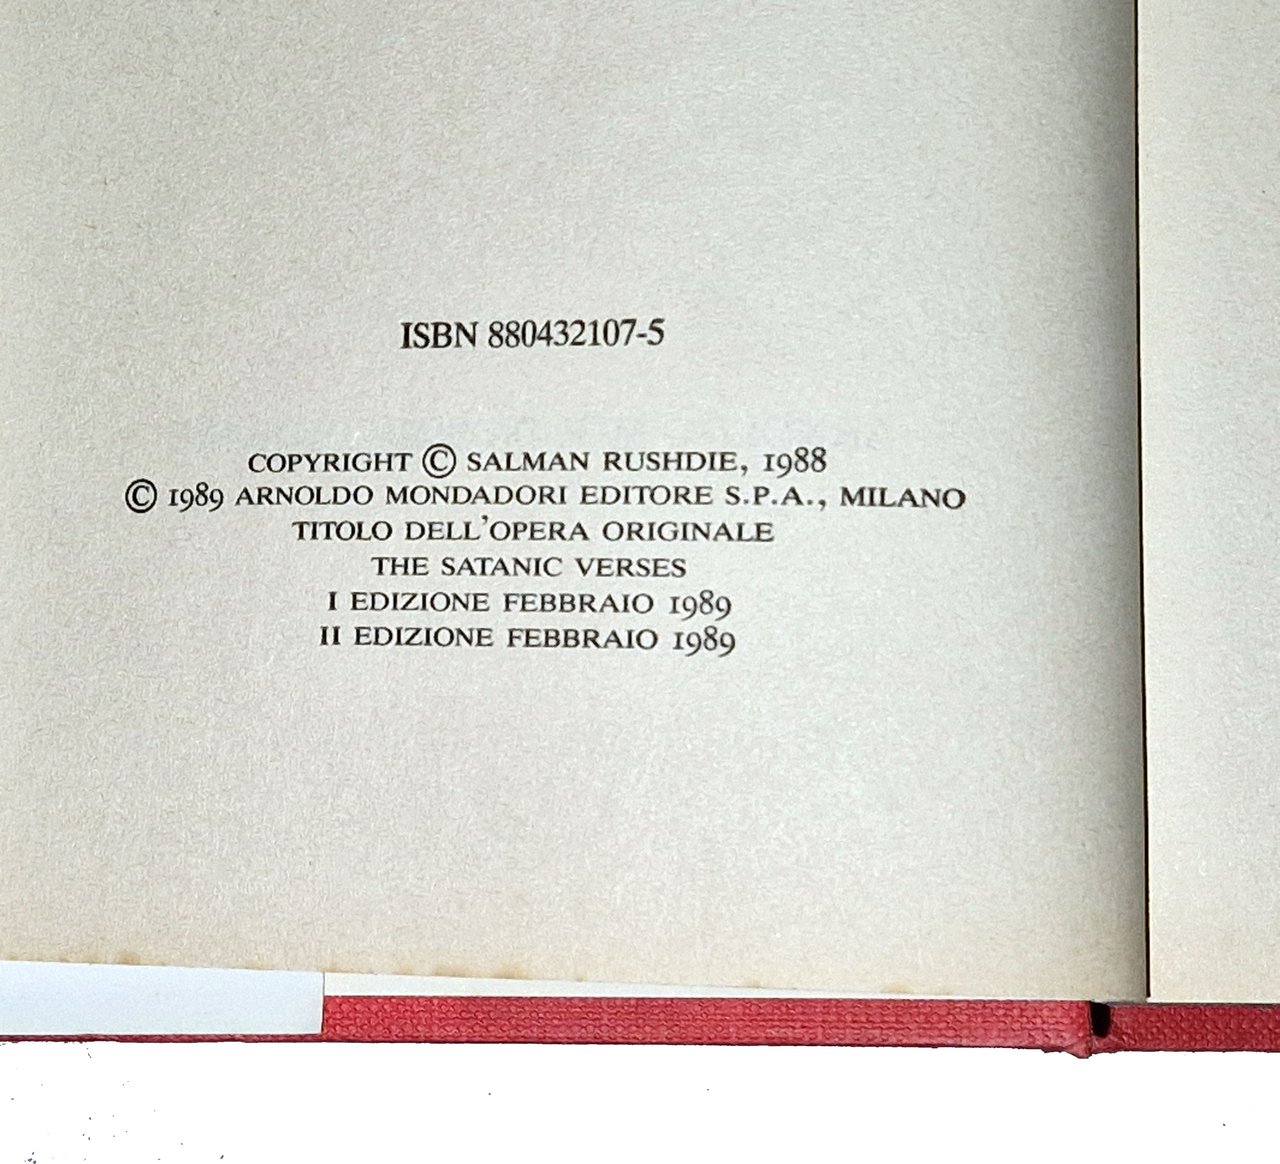 ISBN 880432107-5
COPYRIGHT © SALMAN RUSHDIE, 1988
© 1989 ARNOLDO MONDADORI EDITORE S.P.A., MILANO
TITOLO DELL'OPERA ORIGINALE
THE SATANIC VERSES
I EDIZIONE FEBBRAIO 1989
II EDIZIONE FEBBRAIO 1989